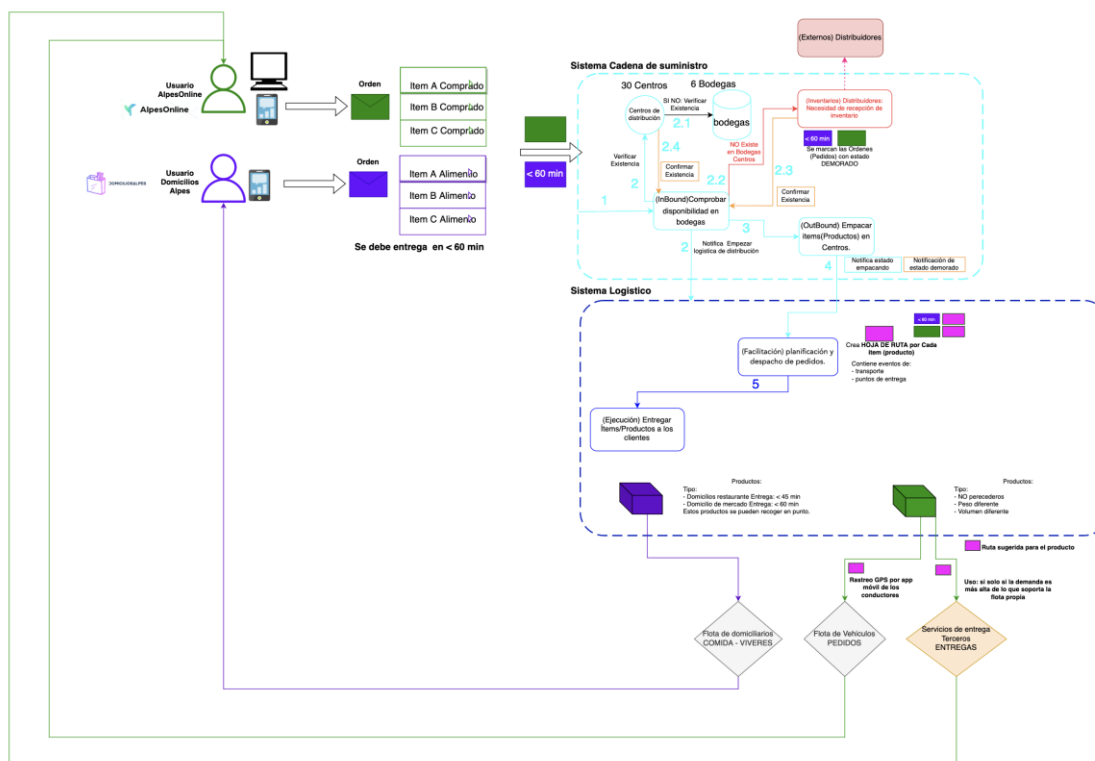 Usuario
AlpesOnline
AlpesOnline
Orden
Item A Comprado
Item B Comprado
Item C Comprado
Usuario
Domicilios
Alpes
Orden
Item A Alimento
Item B Alimento
Item C Alimento
Se debe entrega en < 60 min
< 60 min
(Externos) Distribuidores
Sistema Cadena de suministro
30 Centros
6 Bodegas
Centros de
distribución
SI NO: Verificar
Existencia
2.1
bodegas
(Inventarios) Distribuidores:
Necesidad de recepción de
inventario
< 60 min
Se marcan las Ordenes
(Pedidos) con estado
DEMORADO
NO Existe
en Bodegas
Centros
Verificar
Existencia
2.4
Confirmar
Existencia
2
2.2
2.3
Confirmar
Existencia
1
(InBound)Comprobar
disponibilidad en
bodegas
3
(OutBound) Empacar
items(Productos) en
Centros.
2
Notifica Empezar
logistica de distribución
4
Notifica estado
empacando
Notificación de
estado demorado
Sistema Logistico
(Facilitación) planificación y
despacho de pedidos.
< 60 min
Crea HOJA DE RUTA por Cada
item (producto)
Contiene eventos de:
- transporte
- puntos de entrega
5
(Ejecución) Entregar
Ítems/Productos a los
clientes
Productos:
Tipo:
- Domicilios restaurante Entrega: < 45 min
- Domicilio de mercado Entrega: < 60 min
Estos productos se pueden recoger en punto.
Productos:
Tipo:
- NO perecederos
- Peso diferente
- Volumen diferente
Ruta sugerida para el producto
Rastreo GPS por app
móvil de los
conductores
Uso: si solo si la demanda es
más alta de lo que soporta la
flota propia
Flota de domiciliarios
COMIDA - VIVERES
Flota de Vehiculos
PEDIDOS
Servicios de entrega
Terceros
ENTREGAS